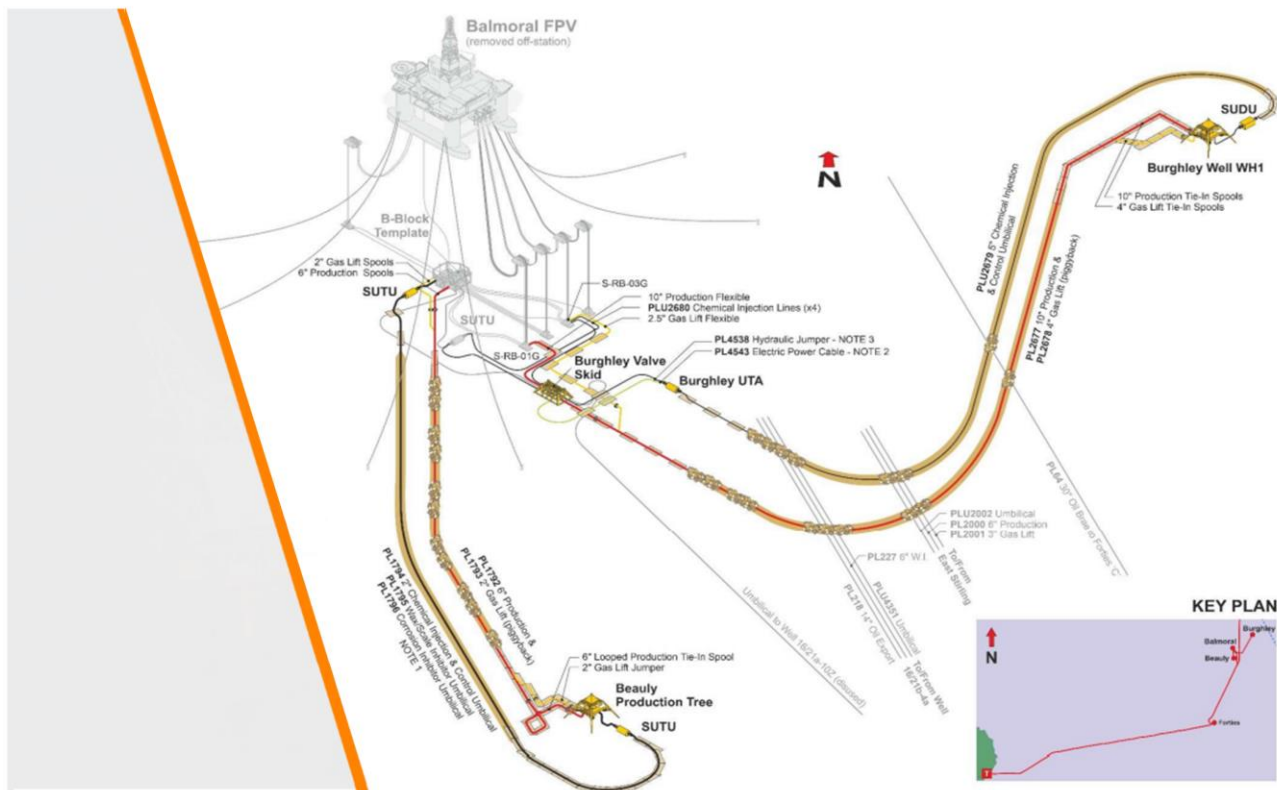 Balmoral FPV
(removed off-station)
SUDU
Burghley Well WH1
N
10" Production Tie-In Spools
4" Gas Lift Tie-In Spools
B-Block
Template
2" Gas Lift Spools
6" Production Spools
SUTU
S-RB-03G
10" Production Flexible
PLU2680 Chemical Injection Lines (x4)
2.5" Gas Lift Flexible
SUTU
S-RB-01G
PL4538 Hydraulic Jumper - NOTE 3
PL4543 Electric Power Cable - NOTE 2
Burghley Valve
Skid
Burghley UTA
PLU2679 5" Chemical Injection
& Control Umbilical
PL2677 10" Production &
PL2678 4" Gas Lift (piggyback)
PL64 30" Oil Brae to Forties 'C'
PLU2002 Umbilical
PL2000 6" Production
PL2001 3" Gas Lift
To/From
East Stirling
PL227 6" W.I.
PLU4351 Umbilical
PL218 14" Oil Export
To/From Well
16/21b-4a
Umbilical to Well 16/21a-10Z (disused)
PL1792 6" Production &
PL1793 2" Gas Lift (piggyback)
PL1794 2" Chemical Injection & Control Umbilical
PL1795 Wax/Scale Inhibitor Umbilical
PL1796 Corrosion Inhibitor Umbilical
NOTE 1
6" Looped Production Tie-In Spool
2" Gas Lift Jumper
Beauly
Production Tree
SUTU
KEY PLAN
N
Burghley
Balmoral
Beauly
Forties
T